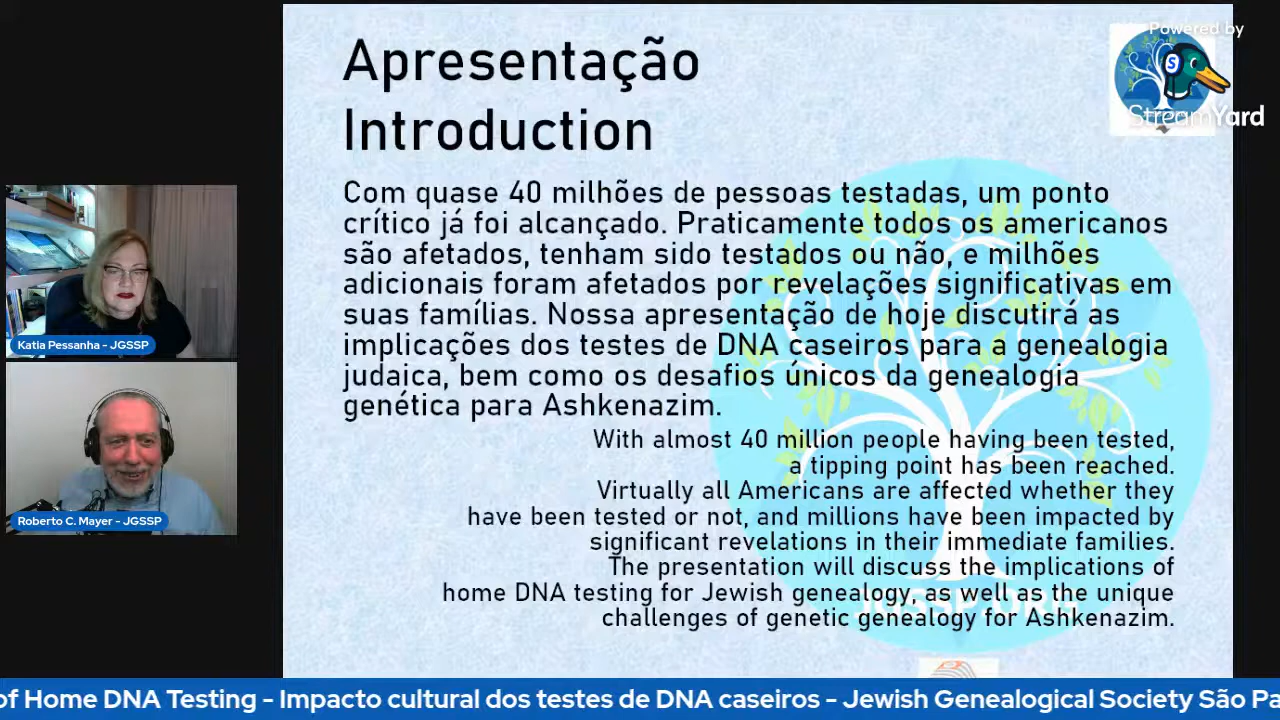 Apresentação
Introduction
Com quase 40 milhões de pessoas testadas, um ponto
crítico já foi alcançado. Praticamente todos os americanos
são afetados, tenham sido testados ou não, e milhões
adicionais foram afetados por revelações significativas em
suas famílias. Nossa apresentação de hoje discutirá as
implicações dos testes de DNA caseiros para a genealogia
judaica, bem como os desafios únicos da genealogia
genética para Ashkenazim.
With almost 40 million people having been tested,
a tipping point has been reached.
Virtually all Americans are affected whether they
have been tested or not, and millions have been impacted by
significant revelations in their immediate families.
The presentation will discuss the implications of
home DNA testing for Jewish genealogy, as well as the unique
challenges of genetic genealogy for Ashkenazim.
JGSSP.ORG
Powered by
S
StreamYard
Katia Pessanha - JGSSP
Roberto C. Mayer - JGSSP
of Home DNA Testing - Impacto cultural dos testes de DNA caseiros - Jewish Genealogical Society São Pa